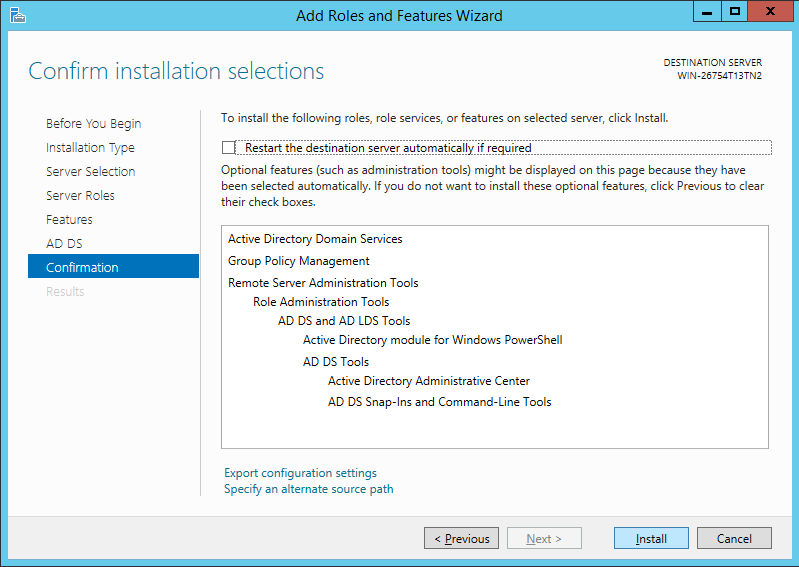 Add Roles and Features Wizard
Confirm installation selections
DESTINATION SERVER
WIN-26754T13TN2
Before You Begin
Installation Type
Server Selection
Server Roles
Features
AD DS
Confirmation
Results
To install the following roles, role services, or features on selected server, click Install.
Restart the destination server automatically if required
Optional features (such as administration tools) might be displayed on this page because they have
been selected automatically. If you do not want to install these optional features, click Previous to clear
their check boxes.
Active Directory Domain Services
Group Policy Management
Remote Server Administration Tools
Role Administration Tools
AD DS and AD LDS Tools
Active Directory module for Windows PowerShell
AD DS Tools
Active Directory Administrative Center
AD DS Snap-Ins and Command-Line Tools
Export configuration settings
Specify an alternate source path
< Previous
Next >
Install
Cancel